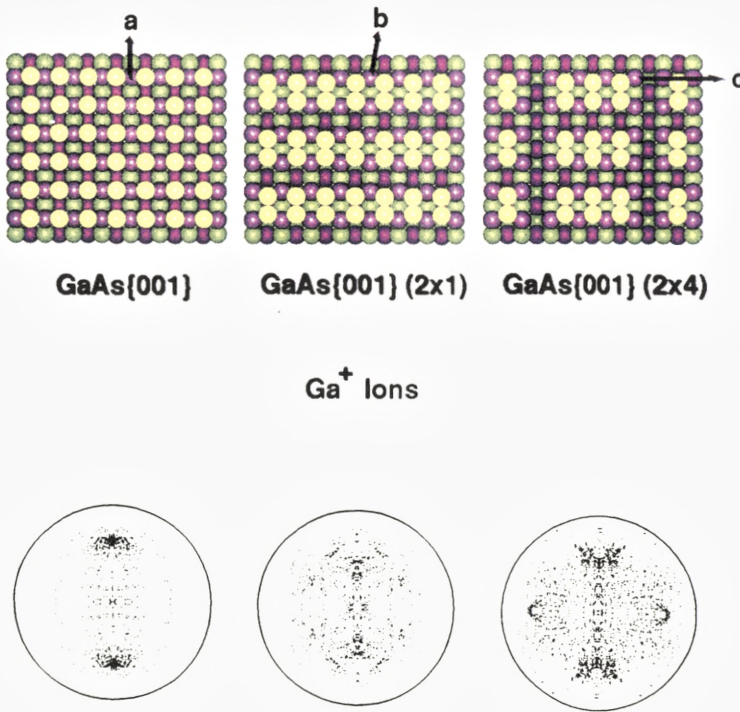 a
b
c
GaAs{001}
GaAs{001} (2x1)
GaAs{001} (2x4)
Ga+ Ions